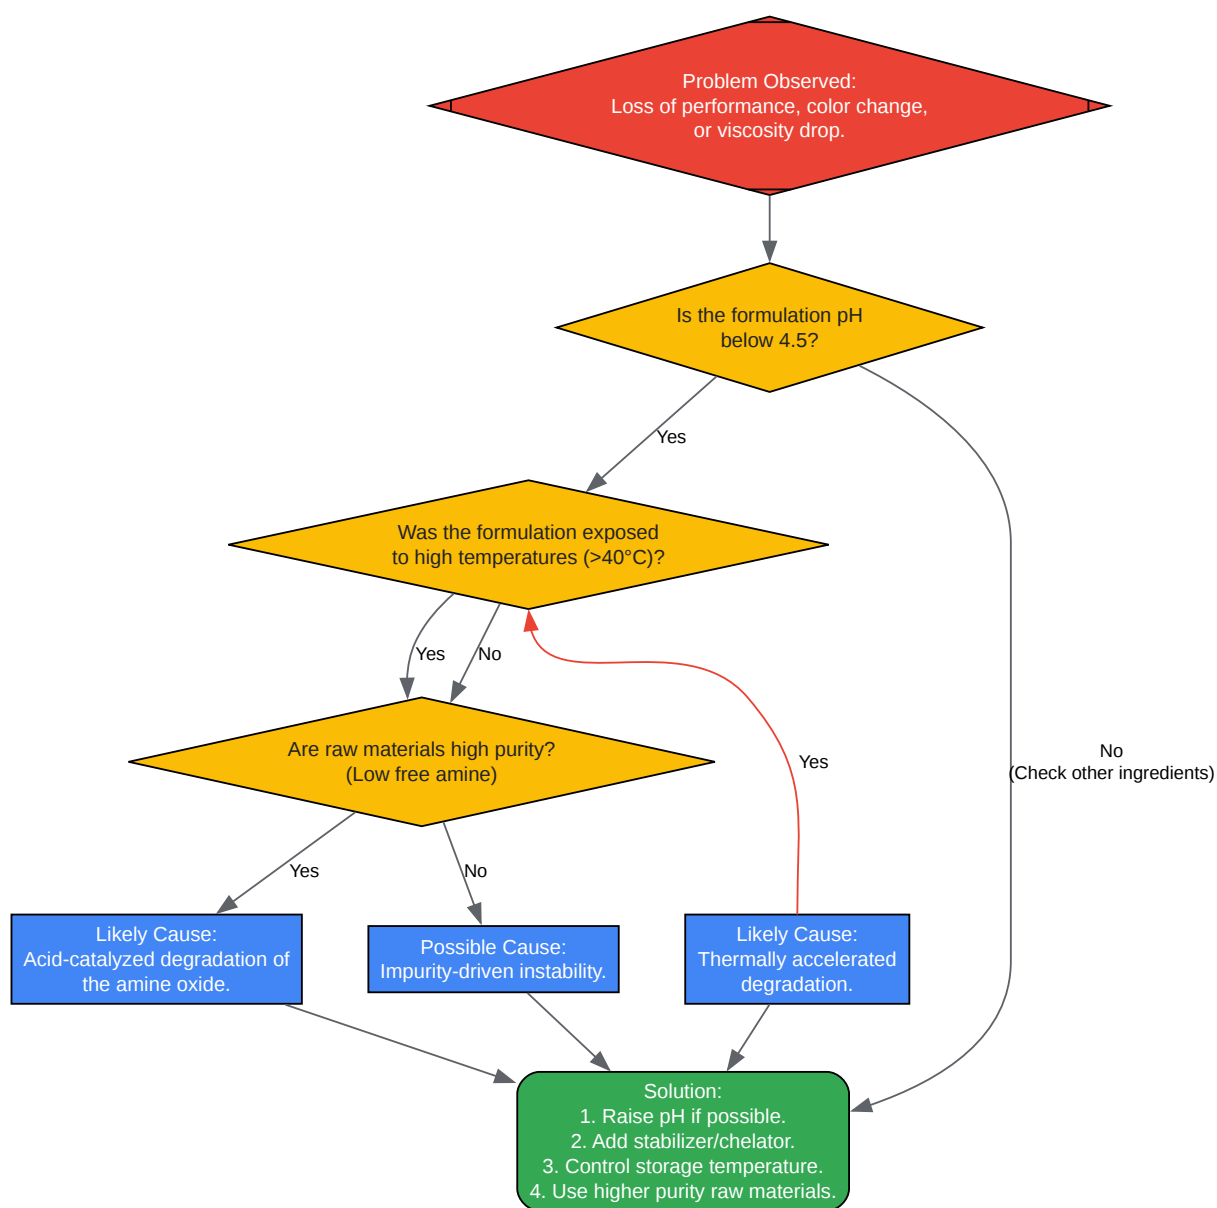 Problem Observed:
Loss of performance, color change,
or viscosity drop.
Is the formulation pH
below 4.5?
Yes
Was the formulation exposed
to high temperatures (>40°C)?
Yes
No
Are raw materials high purity?
(Low free amine)
Yes
No
(Check other ingredients)
Yes
No
Likely Cause:
Acid-catalyzed degradation of
the amine oxide.
Possible Cause:
Impurity-driven instability.
Likely Cause:
Thermally accelerated
degradation.
Solution:
1. Raise pH if possible.
2. Add stabilizer/chelator.
3. Control storage temperature.
4. Use higher purity raw materials.